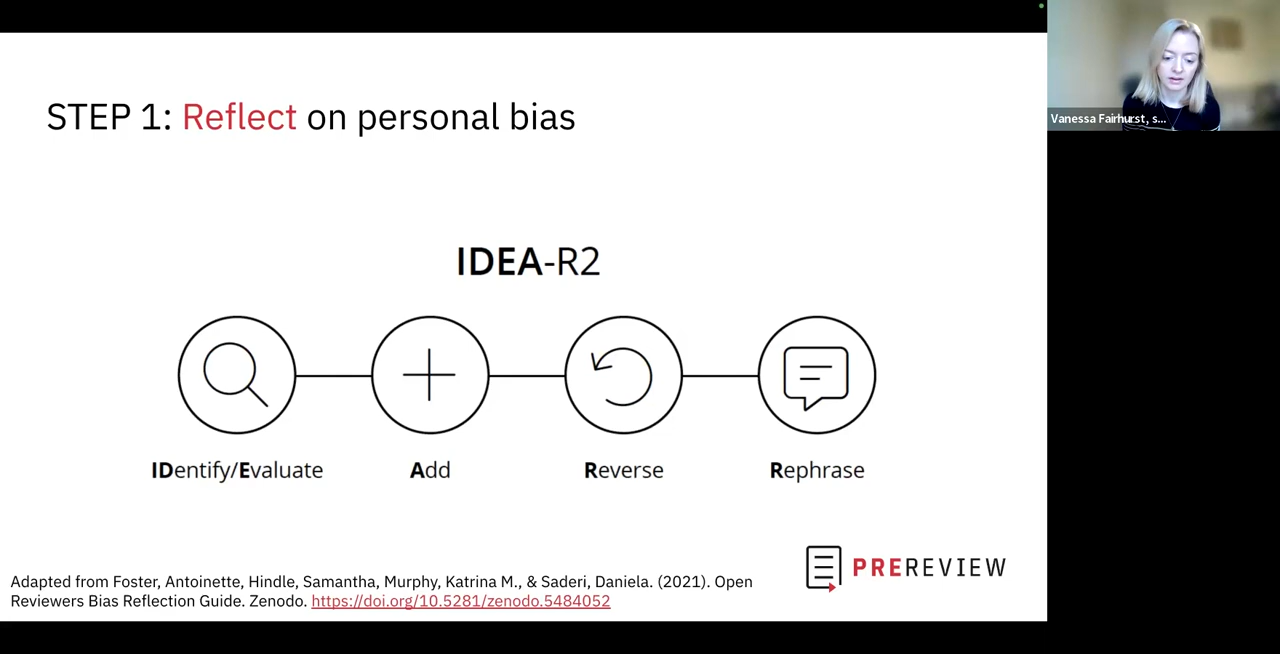 STEP 1: Reflect on personal bias
Vanessa Fairhurst, s...
IDEA-R2
IDentify/Evaluate
Add
Reverse
Rephrase
PREREVIEW
Adapted from Foster, Antoinette, Hindle, Samantha, Murphy, Katrina M., & Saderi, Daniela. (2021). Open
Reviewers Bias Reflection Guide. Zenodo. https://doi.org/10.5281/zenodo.5484052